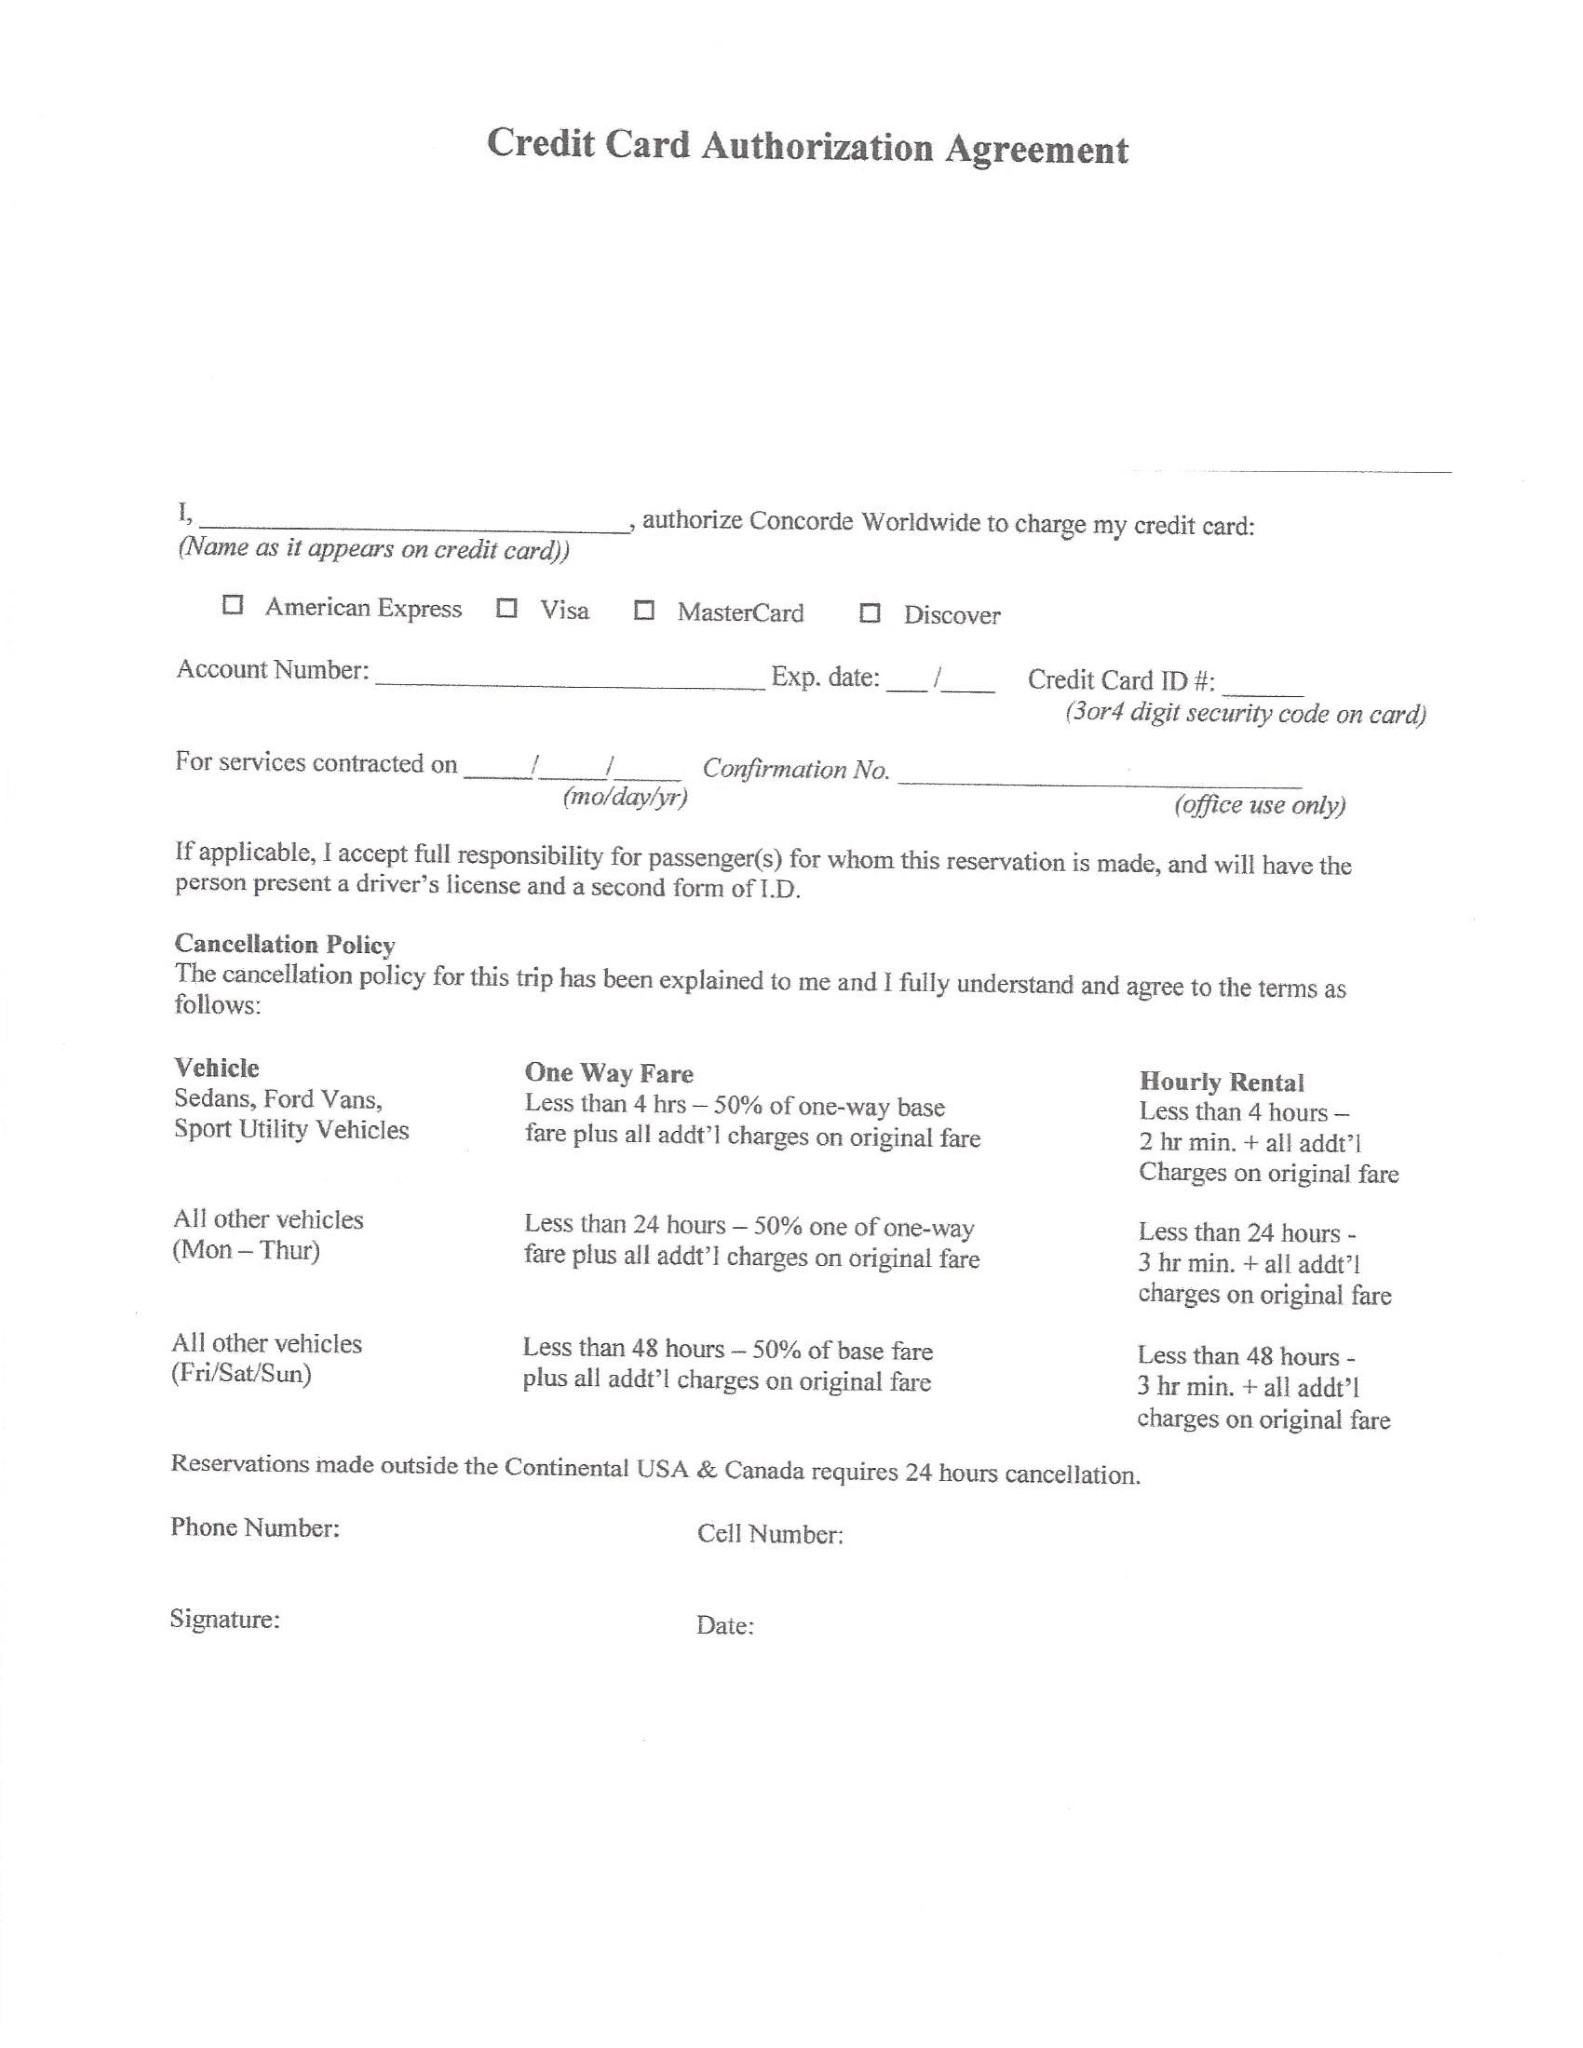 Credit Card Authorization Agreement
I, ______________________________, authorize Concorde Worldwide to charge my credit card:
(Name as it appears on credit card))
☐ American Express ☐ Visa ☐ MasterCard ☐ Discover
Account Number: ____________________________ Exp. date: ___/____ Credit Card ID #: ______
(3or4 digit security code on card)
For services contracted on _____/_____/_____ Confirmation No. _____________________________
(mo/day/yr) (office use only)
If applicable, I accept full responsibility for passenger(s) for whom this reservation is made, and will have the
person present a driver's license and a second form of I.D.
Cancellation Policy
The cancellation policy for this trip has been explained to me and I fully understand and agree to the terms as
follows:
Vehicle One Way Fare Hourly Rental
Sedans, Ford Vans, Less than 4 hrs – 50% of one-way base Less than 4 hours –
Sport Utility Vehicles fare plus all addt'l charges on original fare 2 hr min. + all addt'l
Charges on original fare
All other vehicles Less than 24 hours – 50% one of one-way Less than 24 hours -
(Mon – Thur) fare plus all addt'l charges on original fare 3 hr min. + all addt'l
charges on original fare
All other vehicles Less than 48 hours – 50% of base fare Less than 48 hours -
(Fri/Sat/Sun) plus all addt'l charges on original fare 3 hr min. + all addt'l
charges on original fare
Reservations made outside the Continental USA & Canada requires 24 hours cancellation.
Phone Number: Cell Number:
Signature: Date: